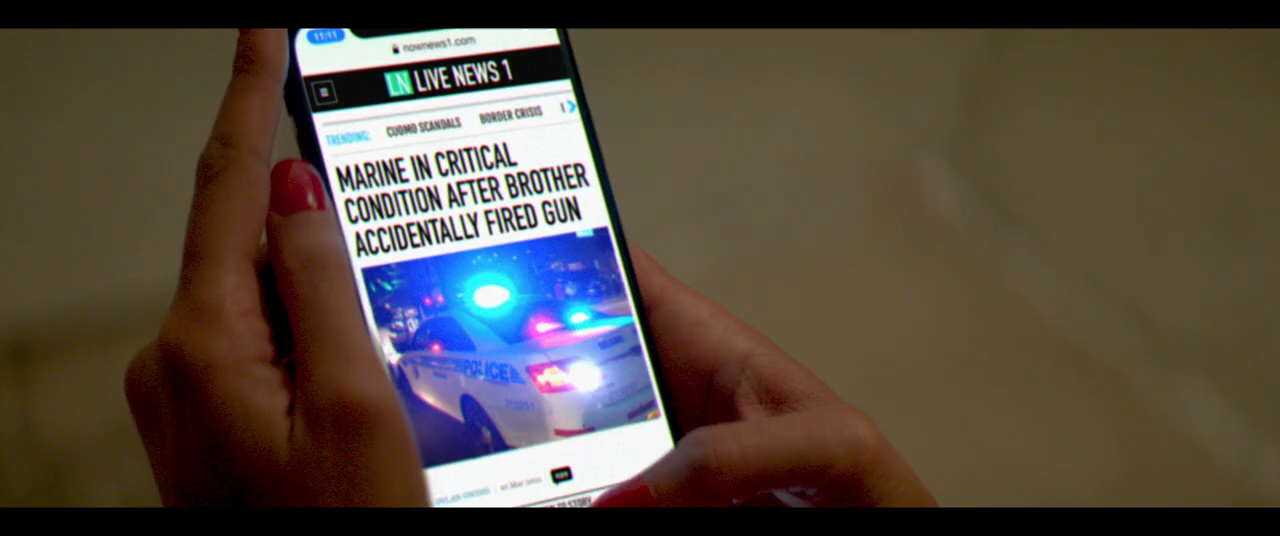 11:11
nownews1.com
LN LIVE NEWS 1
TRENDING: CUOMO SCANDALS BORDER CRISIS
MARINE IN CRITICAL
CONDITION AFTER BROTHER
ACCIDENTALLY FIRED GUN
POLICE